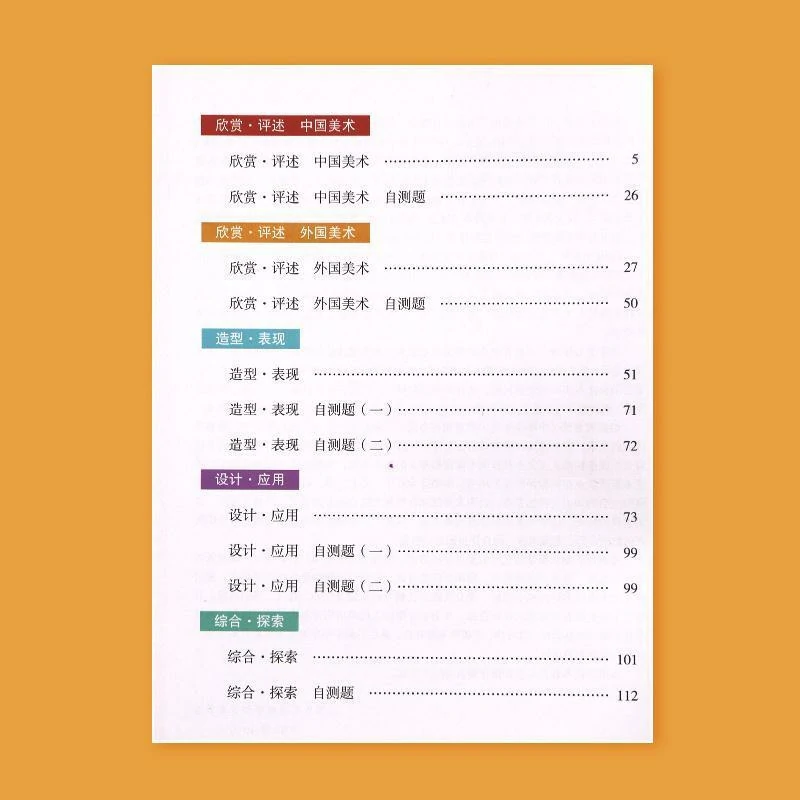 欣赏·评述 中国美术
欣赏·评述 中国美术 …… 5
欣赏·评述 中国美术 自测题 …… 26
欣赏·评述 外国美术
欣赏·评述 外国美术 …… 27
欣赏·评述 外国美术 自测题 …… 50
造型·表现
造型·表现 …… 51
造型·表现 自测题(一) …… 71
造型·表现 自测题(二) …… 72
设计·应用
设计·应用 …… 73
设计·应用 自测题(一) …… 99
设计·应用 自测题(二) …… 99
综合·探索
综合·探索 …… 101
综合·探索 自测题 …… 112